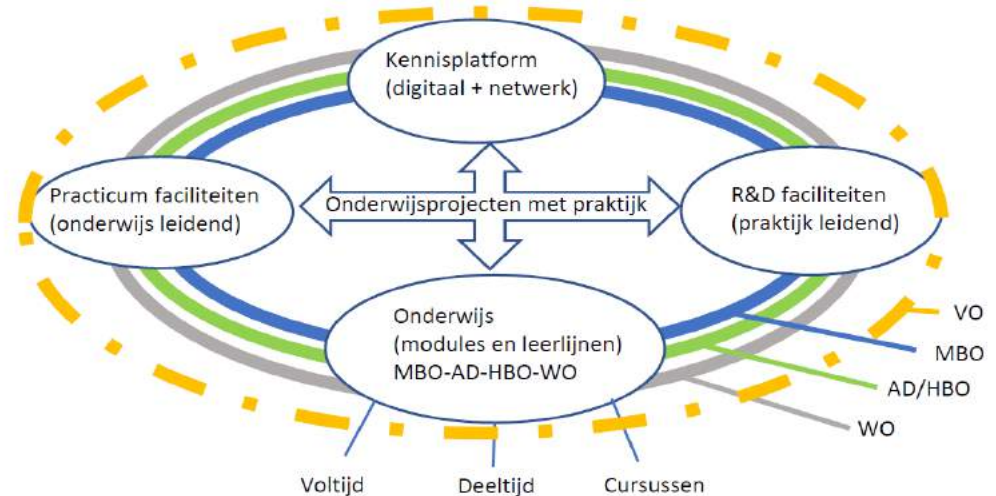 Kennisplatform
(digitaal + netwerk)
Practicum faciliteiten
(onderwijs leidend)
Onderwijsprojecten met praktijk
R&D faciliteiten
(praktijk leidend)
Onderwijs
(modules en leerlijnen)
MBO-AD-HBO-WO
VO
MBO
AD/HBO
WO
Voltijd
Deeltijd
Cursussen